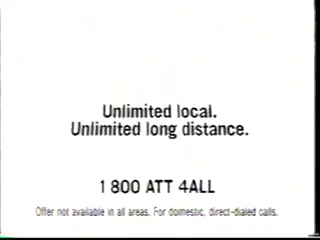 Unlimited local.
Unlimited long distance.
1 800 ATT 4ALL
Offer not available in all areas. For domestic, direct-dialed calls.